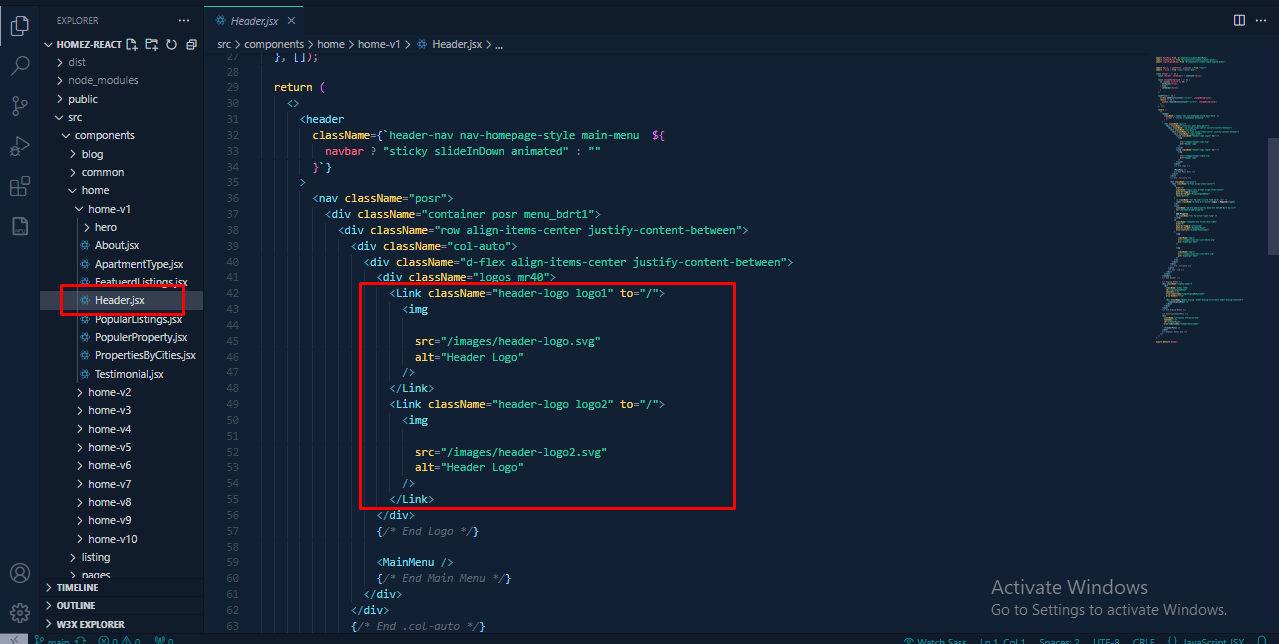 EXPLORER
HOMEZ-REACT
dist
node_modules
public
src
components
blog
common
home
home-v1
hero
About.jsx
ApartmentType.jsx
FeatuerdListings.jsx
Header.jsx
PopularListings.jsx
PopulerProperty.jsx
PropertiesByCities.jsx
Testimonial.jsx
home-v2
home-v3
home-v4
home-v5
home-v6
home-v7
home-v8
home-v9
home-v10
listing
pages
TIMELINE
OUTLINE
W3X EXPLORER
Header.jsx
src > components > home > home-v1 > Header.jsx > ...
27 }, []);
28
29 return (
30 <>
31 <header
32 className={`header-nav nav-homepage-style main-menu  ${
33 navbar ? "sticky slideInDown animated" : ""
34 }`}
35 >
36 <nav className="posr">
37 <div className="container posr menu_bdrt1">
38 <div className="row align-items-center justify-content-between">
39 <div className="col-auto">
40 <div className="d-flex align-items-center justify-content-between">
41 <div className="logos mr40">
42 <Link className="header-logo logo1" to="/">
43 <img
44
45 src="/images/header-logo.svg"
46 alt="Header Logo"
47 />
48 </Link>
49 <Link className="header-logo logo2" to="/">
50 <img
51
52 src="/images/header-logo2.svg"
53 alt="Header Logo"
54 />
55 </Link>
56 </div>
57 {/* End Logo */}
58
59 <MainMenu />
60 {/* End Main Menu */}
61 </div>
62 </div>
63 {/* End .col-auto */}
Activate Windows
Go to Settings to activate Windows.
main 0 0 0 Watch Sass Ln 1, Col 1 Spaces: 2 UTF-8 CRLF {} JavaScript JSX